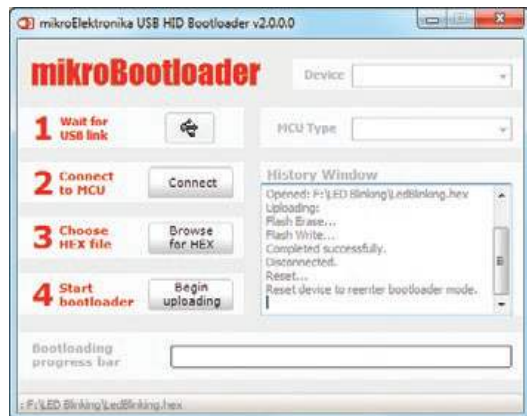 mikroElektronika USB HID Bootloader v2.0.0.0
mikroBootloader
Device
1 Wait for
USB link
MCU Type
2 Connect
to MCU
Connect
3 Choose
HEX file
Browse
for HEX
4 Start
bootloader
Begin
uploading
History Window
Opened: F:\LED Blinking\LedBlinking.hex
Uploading:
Flash Erase...
Flash Write...
Completed successfully.
Disconnected.
Reset...
Reset device to reenter bootloader mode.
Bootloading
progress bar
: F:\LED Blinking\LedBlinking.hex